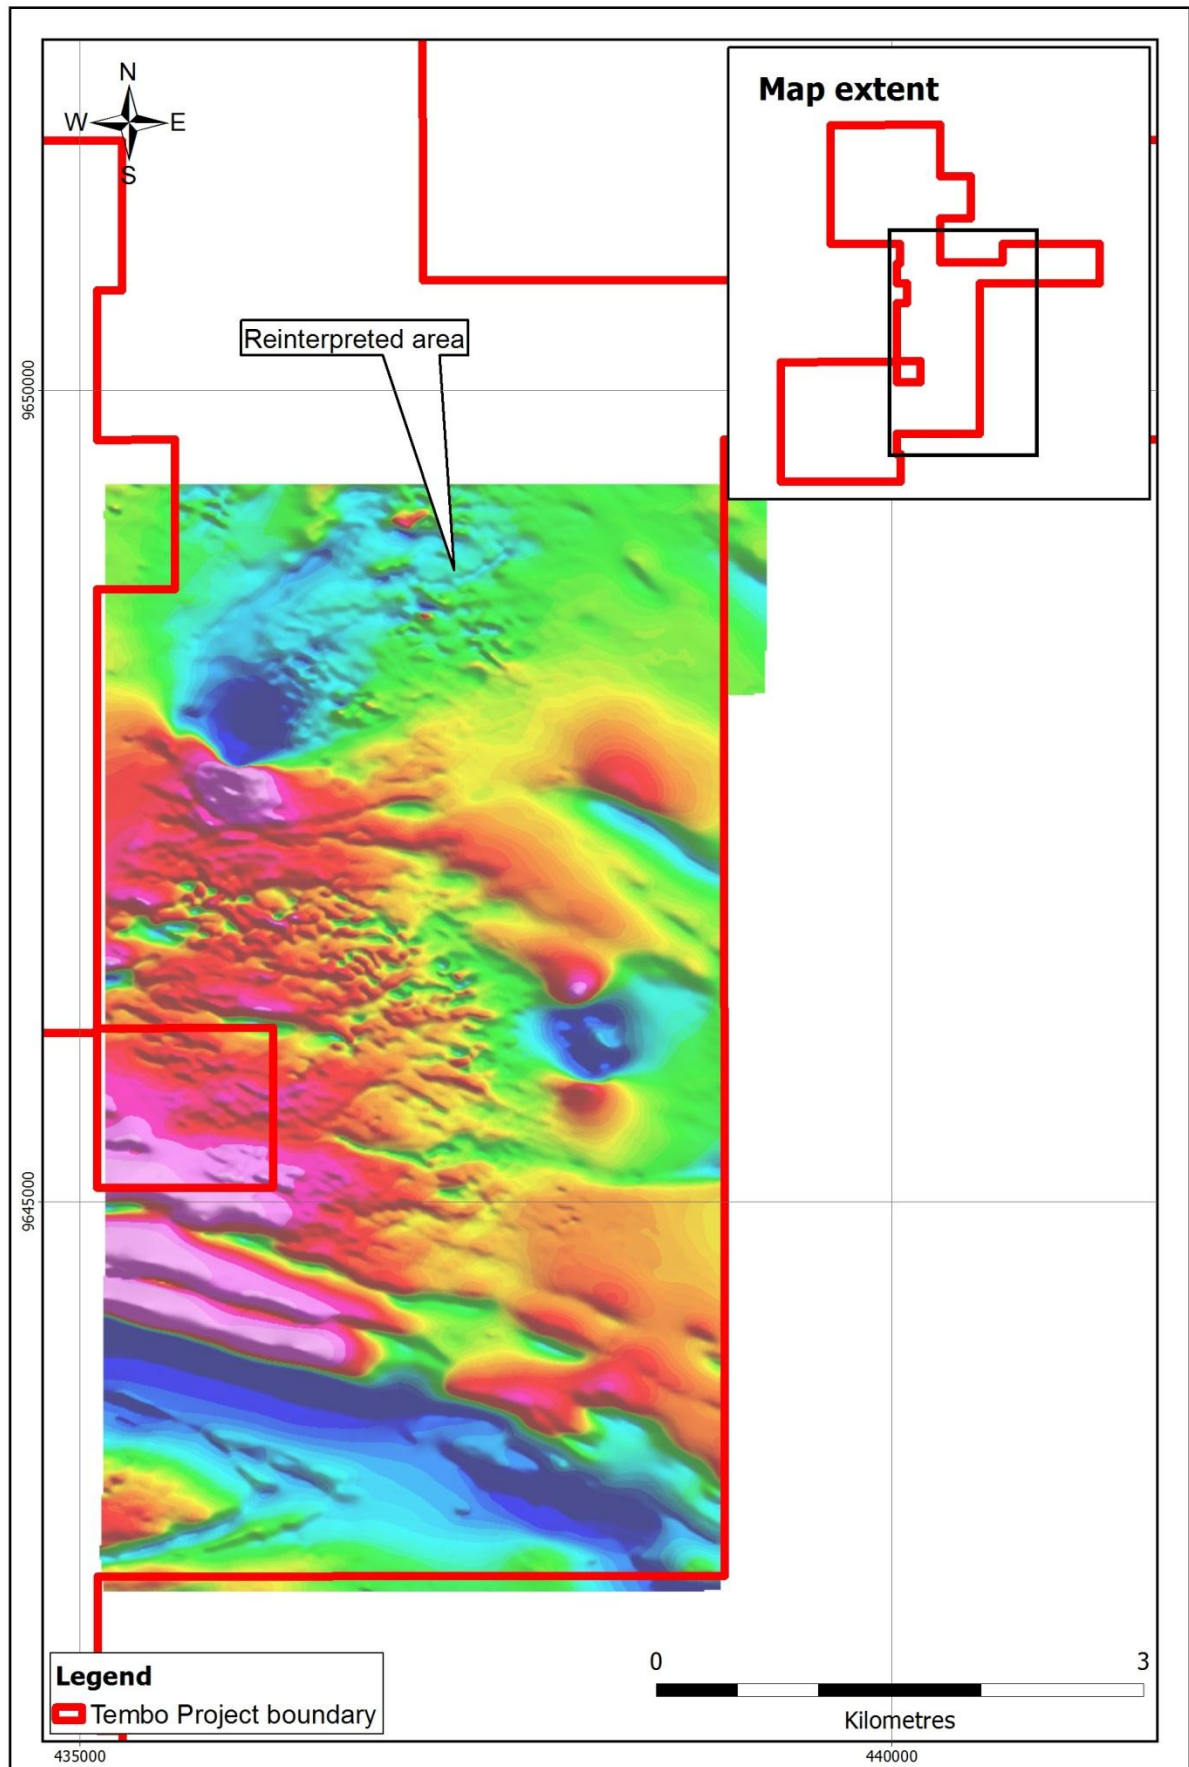 N
W E
S
Map extent
Reinterpreted area
9650000
9645000
Legend
Tembo Project boundary
0 3
Kilometres
435000 440000